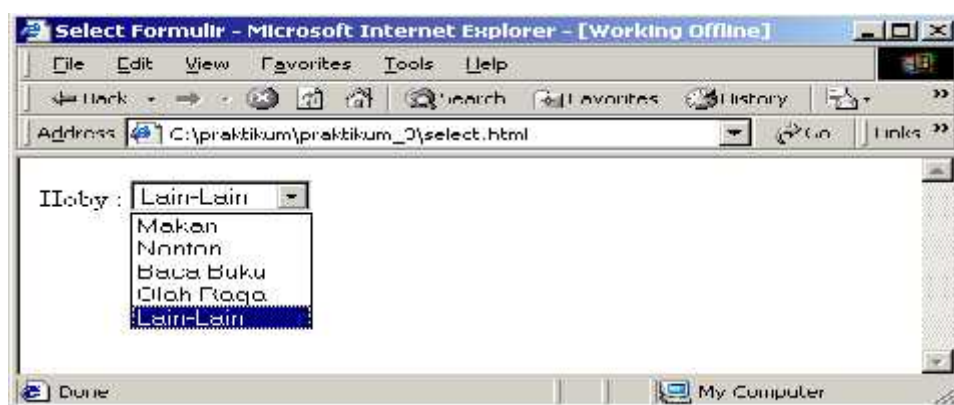 Select Formulir - Microsoft Internet Explorer - [Working Offline]
File Edit View Favorites Tools Help
Back Search Favorites History »
Address C:\praktikum\praktikum_3\select.html Go Links »
Hoby : Lain-Lain
Makan
Nonton
Baca Buku
Olah Raga
Lain-Lain
Done My Computer